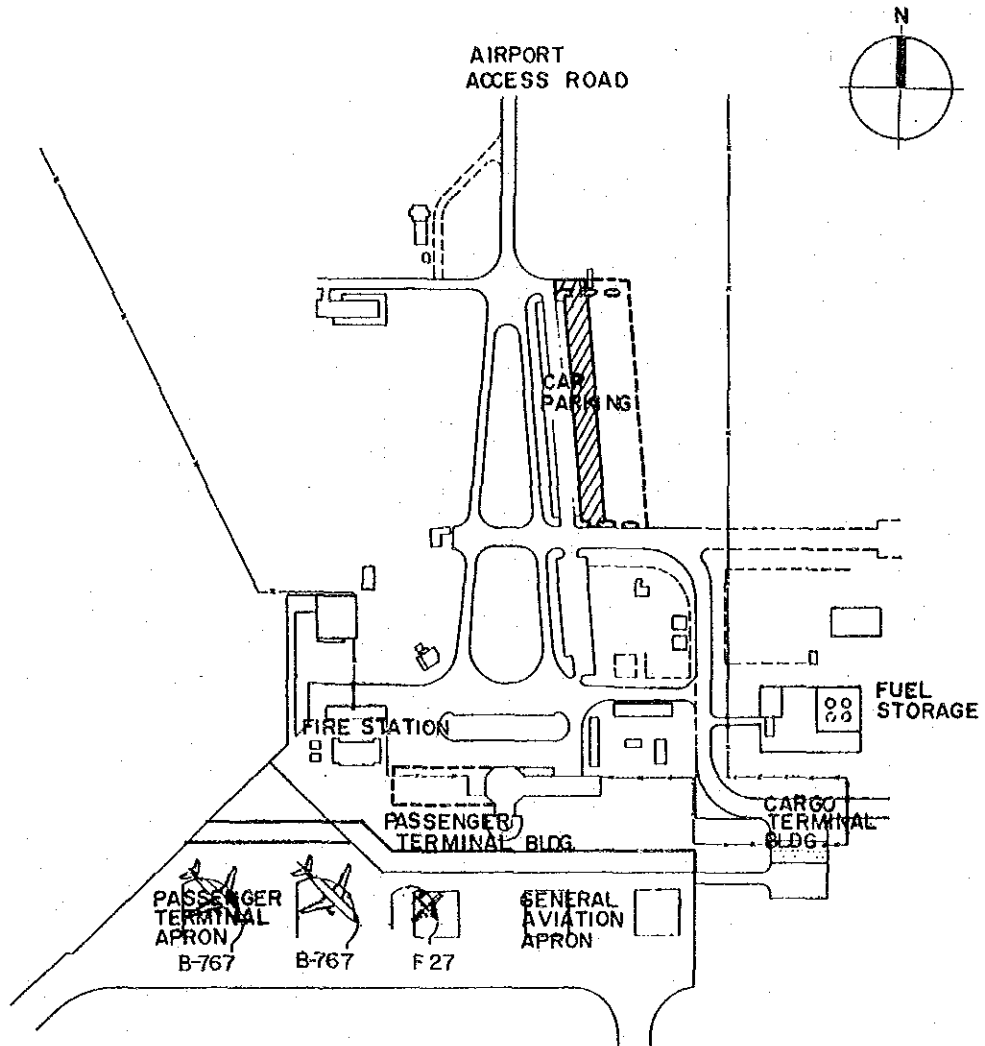 N
AIRPORT
ACCESS ROAD
CAR
PARKING
FUEL
STORAGE
FIRE STATION
PASSENGER
TERMINAL BLDG.
CARGO
TERMINAL
BLDG
PASSENGER
TERMINAL
APRON
GENERAL
AVIATION
APRON
B-767
B-767
F 27